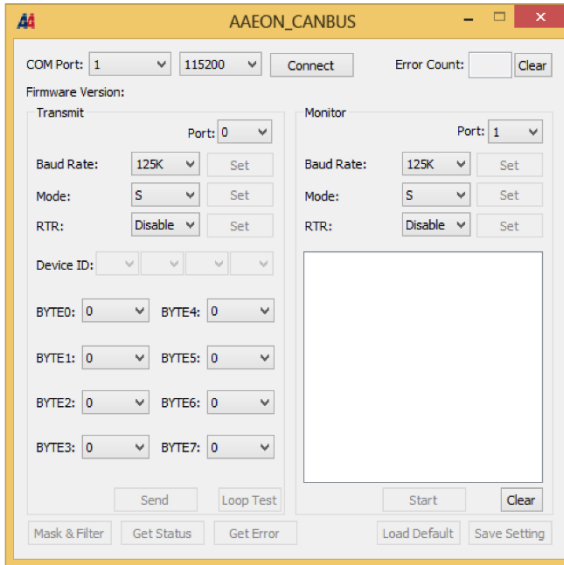 AA AAEON_CANBUS
COM Port: 1 115200 Connect Error Count: Clear
Firmware Version:
Transmit
Port: 0
Baud Rate: 125K Set
Mode: S Set
RTR: Disable Set
Device ID:
BYTE0: 0 BYTE4: 0
BYTE1: 0 BYTE5: 0
BYTE2: 0 BYTE6: 0
BYTE3: 0 BYTE7: 0
Send Loop Test
Monitor
Port: 1
Baud Rate: 125K Set
Mode: S Set
RTR: Disable Set
Start Clear
Mask & Filter Get Status Get Error Load Default Save Setting